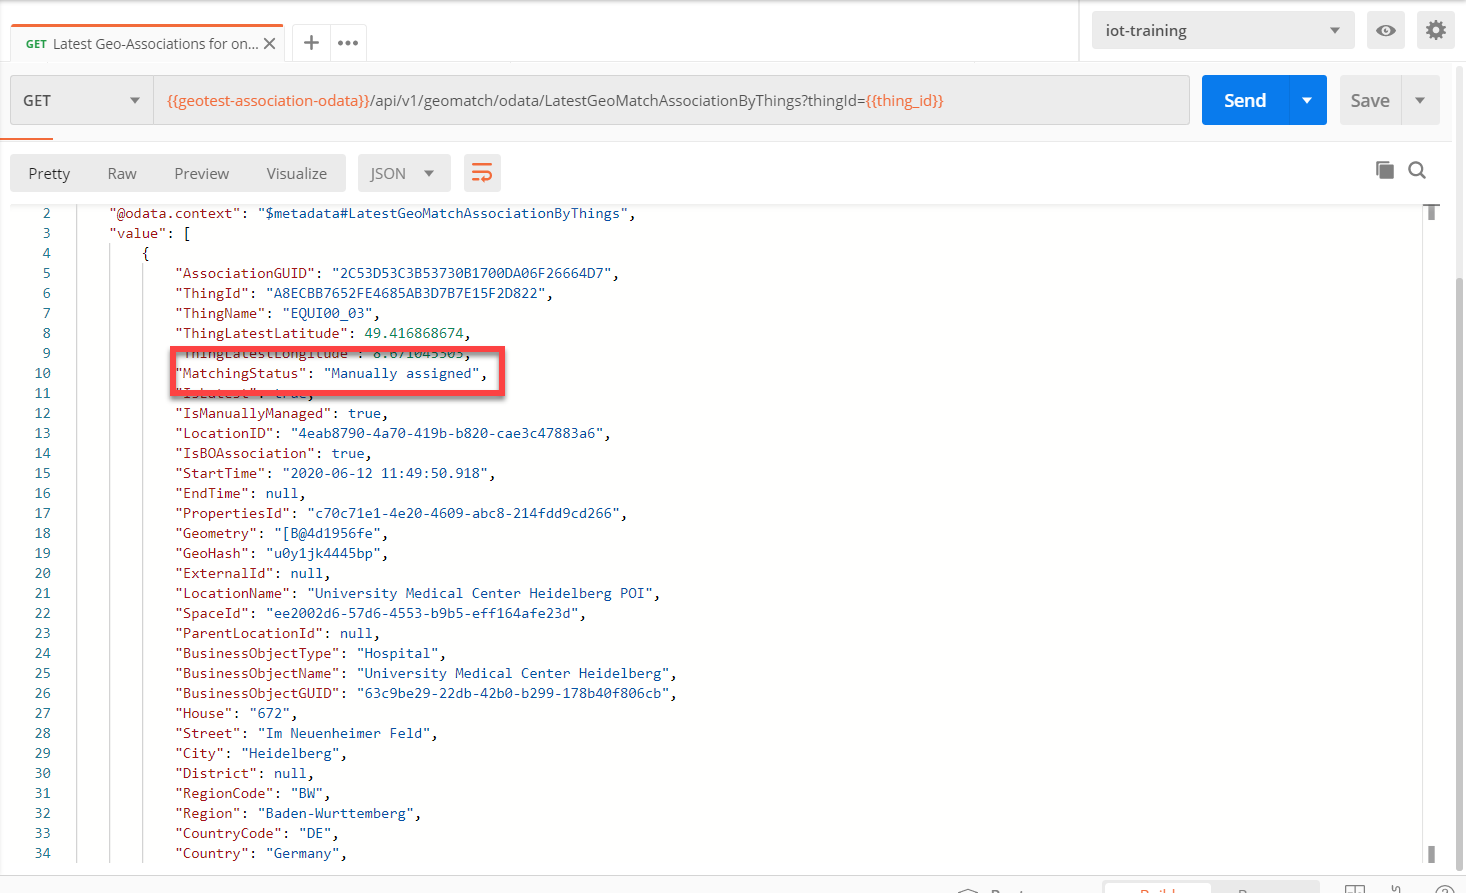 GET Latest Geo-Associations for on...
iot-training
GET {{geotest-association-odata}}/api/v1/geomatch/odata/LatestGeoMatchAssociationByThings?thingId={{thing_id}} Send Save
Pretty Raw Preview Visualize JSON
2 "@odata.context": "$metadata#LatestGeoMatchAssociationByThings",
3 "value": [
4 {
5 "AssociationGUID": "2C53D53C3B53730B1700DA06F26664D7",
6 "ThingId": "A8ECBB7652FE4685AB3D7B7E15F2D822",
7 "ThingName": "EQUI00_03",
8 "ThingLatestLatitude": 49.416868674,
9 "ThingLatestLongitude": 8.671045303,
10 "MatchingStatus": "Manually assigned",
11 "IsLatest": true,
12 "IsManuallyManaged": true,
13 "LocationID": "4eab8790-4a70-419b-b820-cae3c47883a6",
14 "IsBOAssociation": true,
15 "StartTime": "2020-06-12 11:49:50.918",
16 "EndTime": null,
17 "PropertiesId": "c70c71e1-4e20-4609-abc8-214fdd9cd266",
18 "Geometry": "[B@4d1956fe",
19 "GeoHash": "u0y1jk4445bp",
20 "ExternalId": null,
21 "LocationName": "University Medical Center Heidelberg POI",
22 "SpaceId": "ee2002d6-57d6-4553-b9b5-eff164afe23d",
23 "ParentLocationId": null,
24 "BusinessObjectType": "Hospital",
25 "BusinessObjectName": "University Medical Center Heidelberg",
26 "BusinessObjectGUID": "63c9be29-22db-42b0-b299-178b40f806cb",
27 "House": "672",
28 "Street": "Im Neuenheimer Feld",
29 "City": "Heidelberg",
30 "District": null,
31 "RegionCode": "BW",
32 "Region": "Baden-Wurttemberg",
33 "CountryCode": "DE",
34 "Country": "Germany",